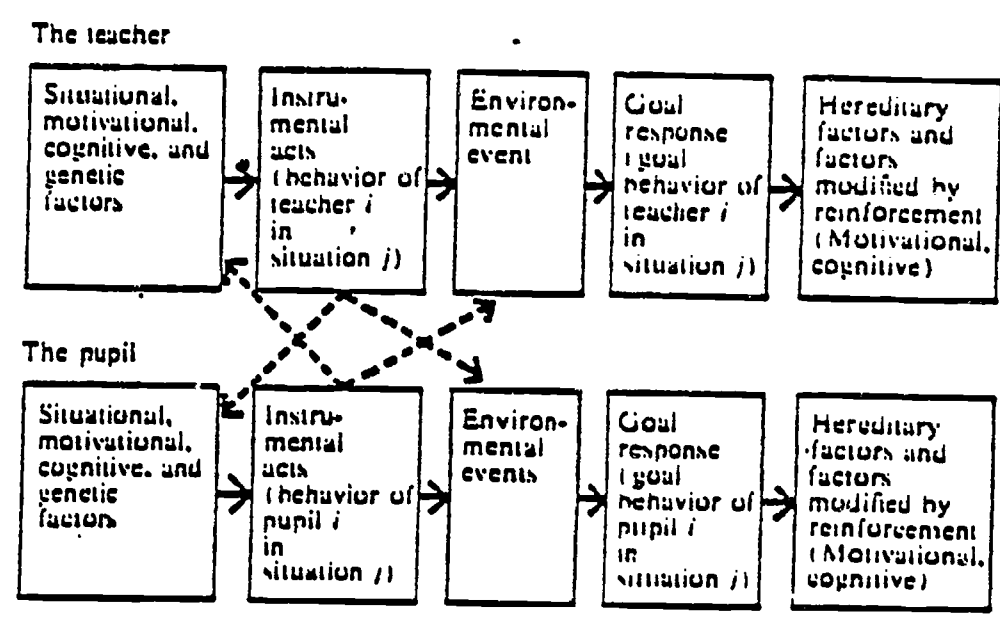 The teacher
Situational,
motivational,
cognitive, and
genetic
factors
Instru-
mental
acts
(behavior of
teacher i
in
situation j)
Environ-
mental
event
Goal
response
(goal
behavior of
teacher i
in
situation j)
Hereditary
factors and
factors
modified by
reinforcement
(Motivational,
cognitive)
The pupil
Situational,
motivational,
cognitive, and
genetic
factors
Instru-
mental
acts
(behavior of
pupil i
in
situation j)
Environ-
mental
events
Goal
response
(goal
behavior of
pupil i
in
situation j)
Hereditary
factors and
factors
modified by
reinforcement
(Motivational,
cognitive)